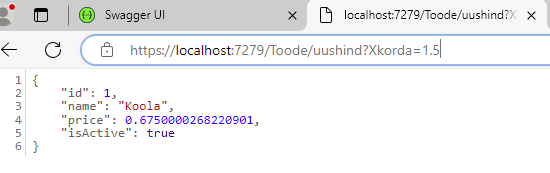 Swagger UI
localhost:7279/Toode/uushind?X
https://localhost:7279/Toode/uushind?Xkorda=1.5
1 {
2 "id": 1,
3 "name": "Koola",
4 "price": 0.6750000268220901,
5 "isActive": true
6 }